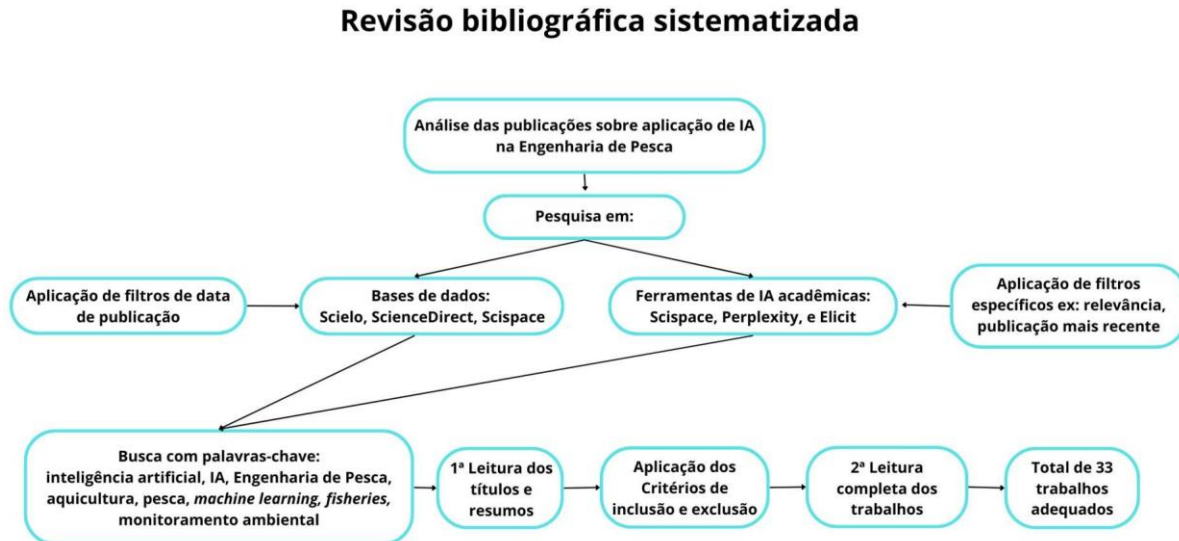 Revisão bibliográfica sistematizada
Análise das publicações sobre aplicação de IA
na Engenharia de Pesca
Pesquisa em:
Aplicação de filtros de data
de publicação
Bases de dados:
Scielo, ScienceDirect, Scispace
Ferramentas de IA acadêmicas:
Scispace, Perplexity, e Elicit
Aplicação de filtros
específicos ex: relevância,
publicação mais recente
Busca com palavras-chave:
inteligência artificial, IA, Engenharia de Pesca,
aquicultura, pesca, machine learning, fisheries,
monitoramento ambiental
1ª Leitura dos
títulos e
resumos
Aplicação dos
Critérios de
inclusão e exclusão
2ª Leitura
completa dos
trabalhos
Total de 33
trabalhos
adequados